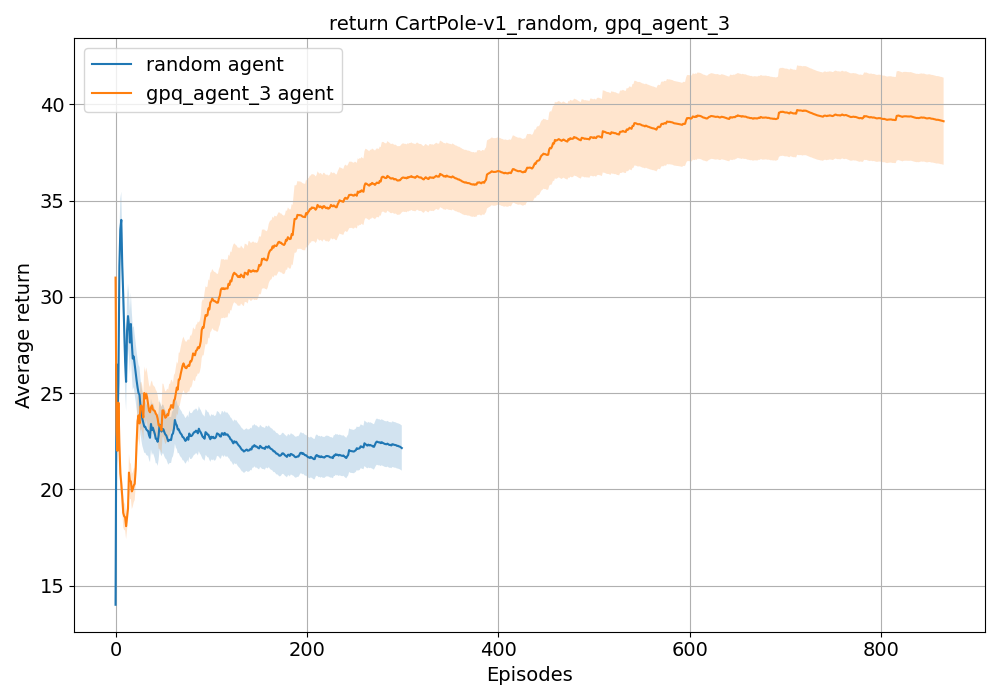 return CartPole-v1_random, gpq_agent_3
random agent
gpq_agent_3 agent
Average return
40
35
30
25
20
15
0 200 400 600 800
Episodes